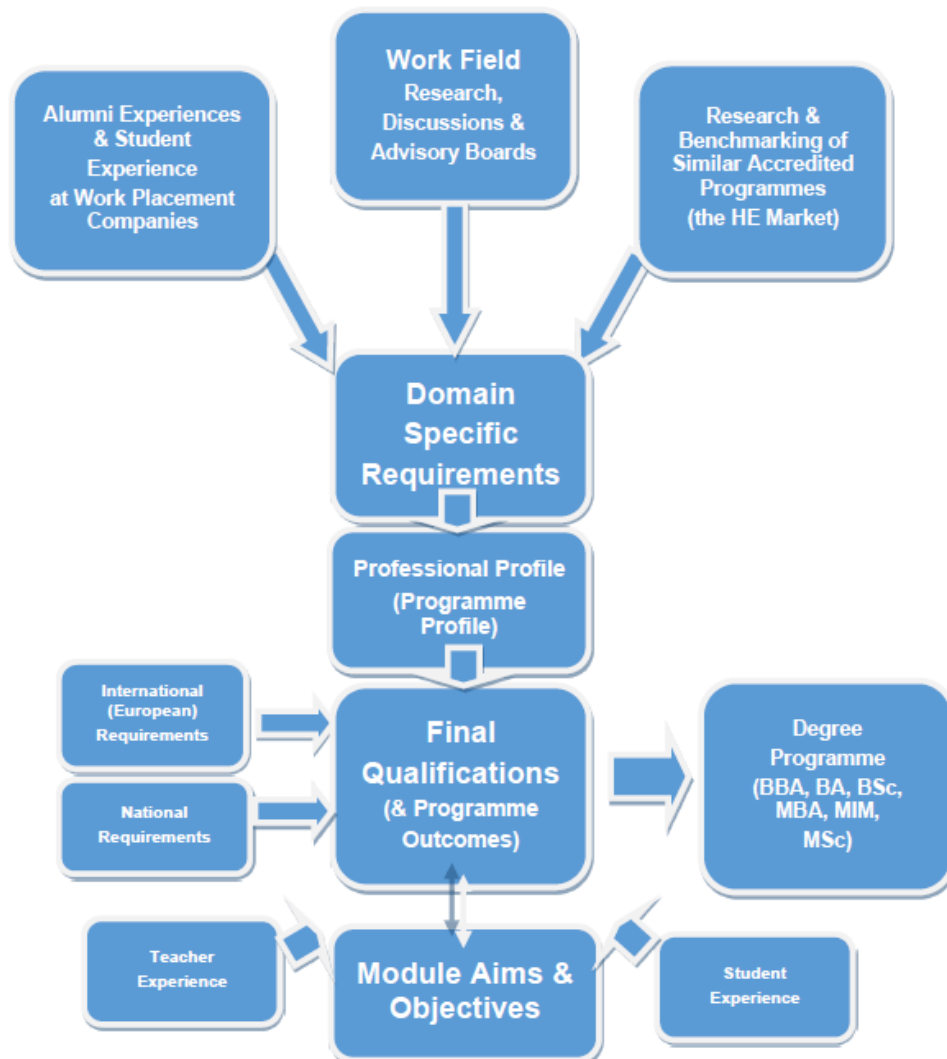 Alumni Experiences
& Student
Experience
at Work Placement
Companies
Work Field
Research,
Discussions &
Advisory Boards
Research &
Benchmarking of
Similar Accredited
Programmes
(the HE Market)
Domain
Specific
Requirements
Professional Profile
(Programme
Profile)
International
(European)
Requirements
National
Requirements
Final
Qualifications
(& Programme
Outcomes)
Degree
Programme
(BBA, BA, BSc,
MBA, MIM,
MSc)
Teacher
Experience
Module Aims &
Objectives
Student
Experience